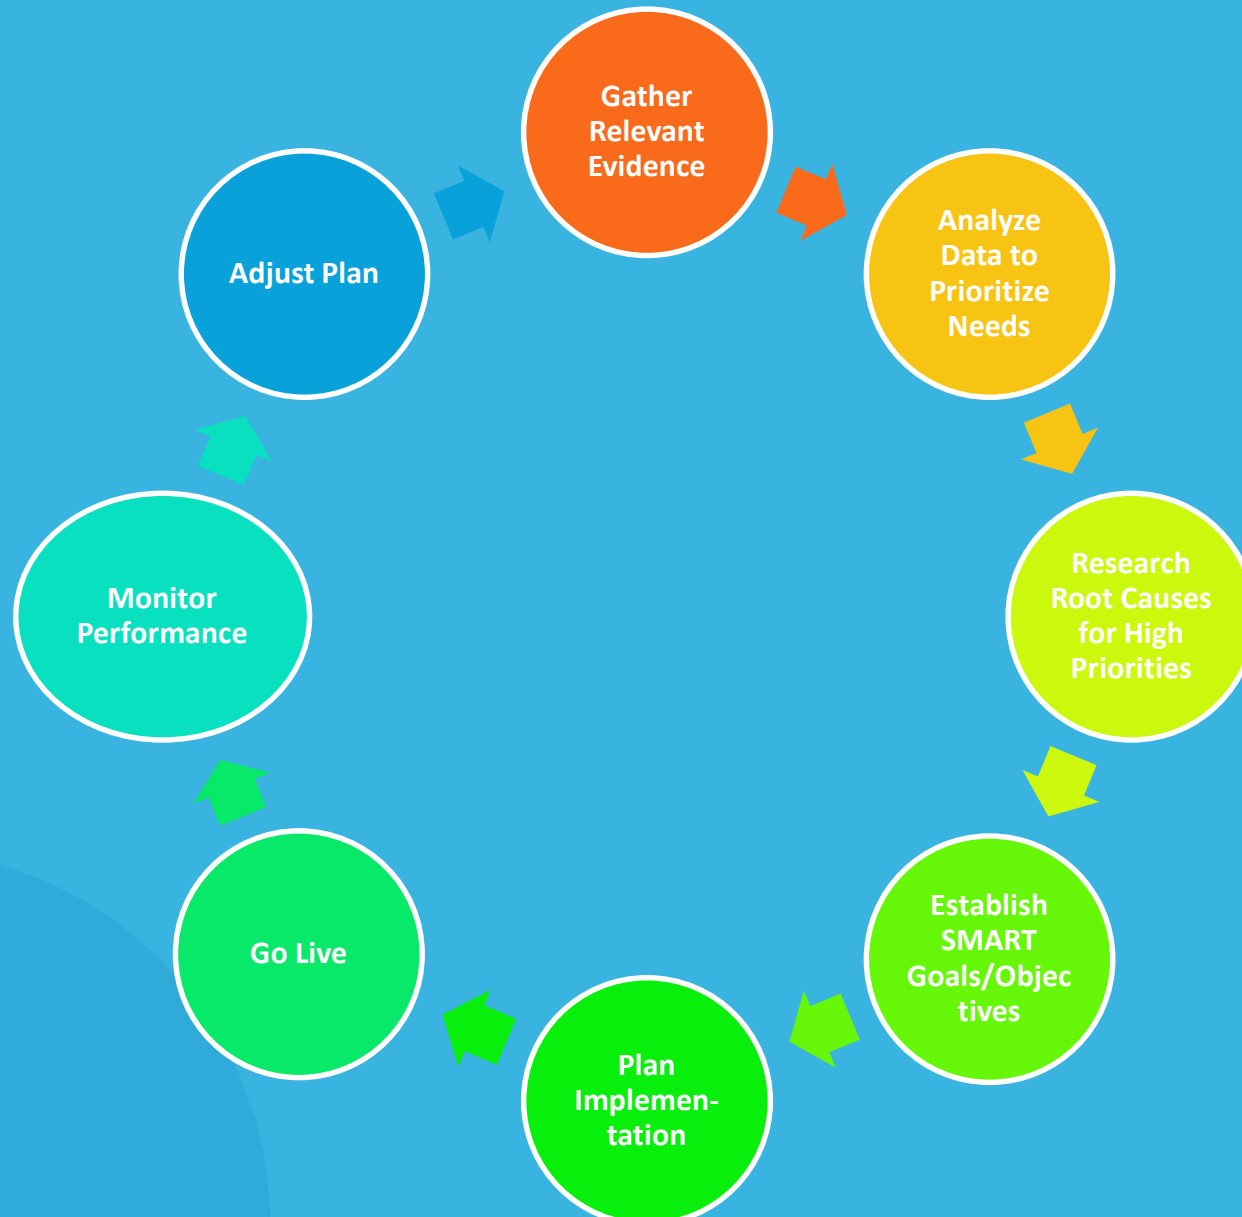 Gather
Relevant
Evidence
Analyze
Data to
Prioritize
Needs
Research
Root Causes
for High
Priorities
Establish
SMART
Goals/Objec
tives
Plan
Implemen-
tation
Go Live
Monitor
Performance
Adjust Plan